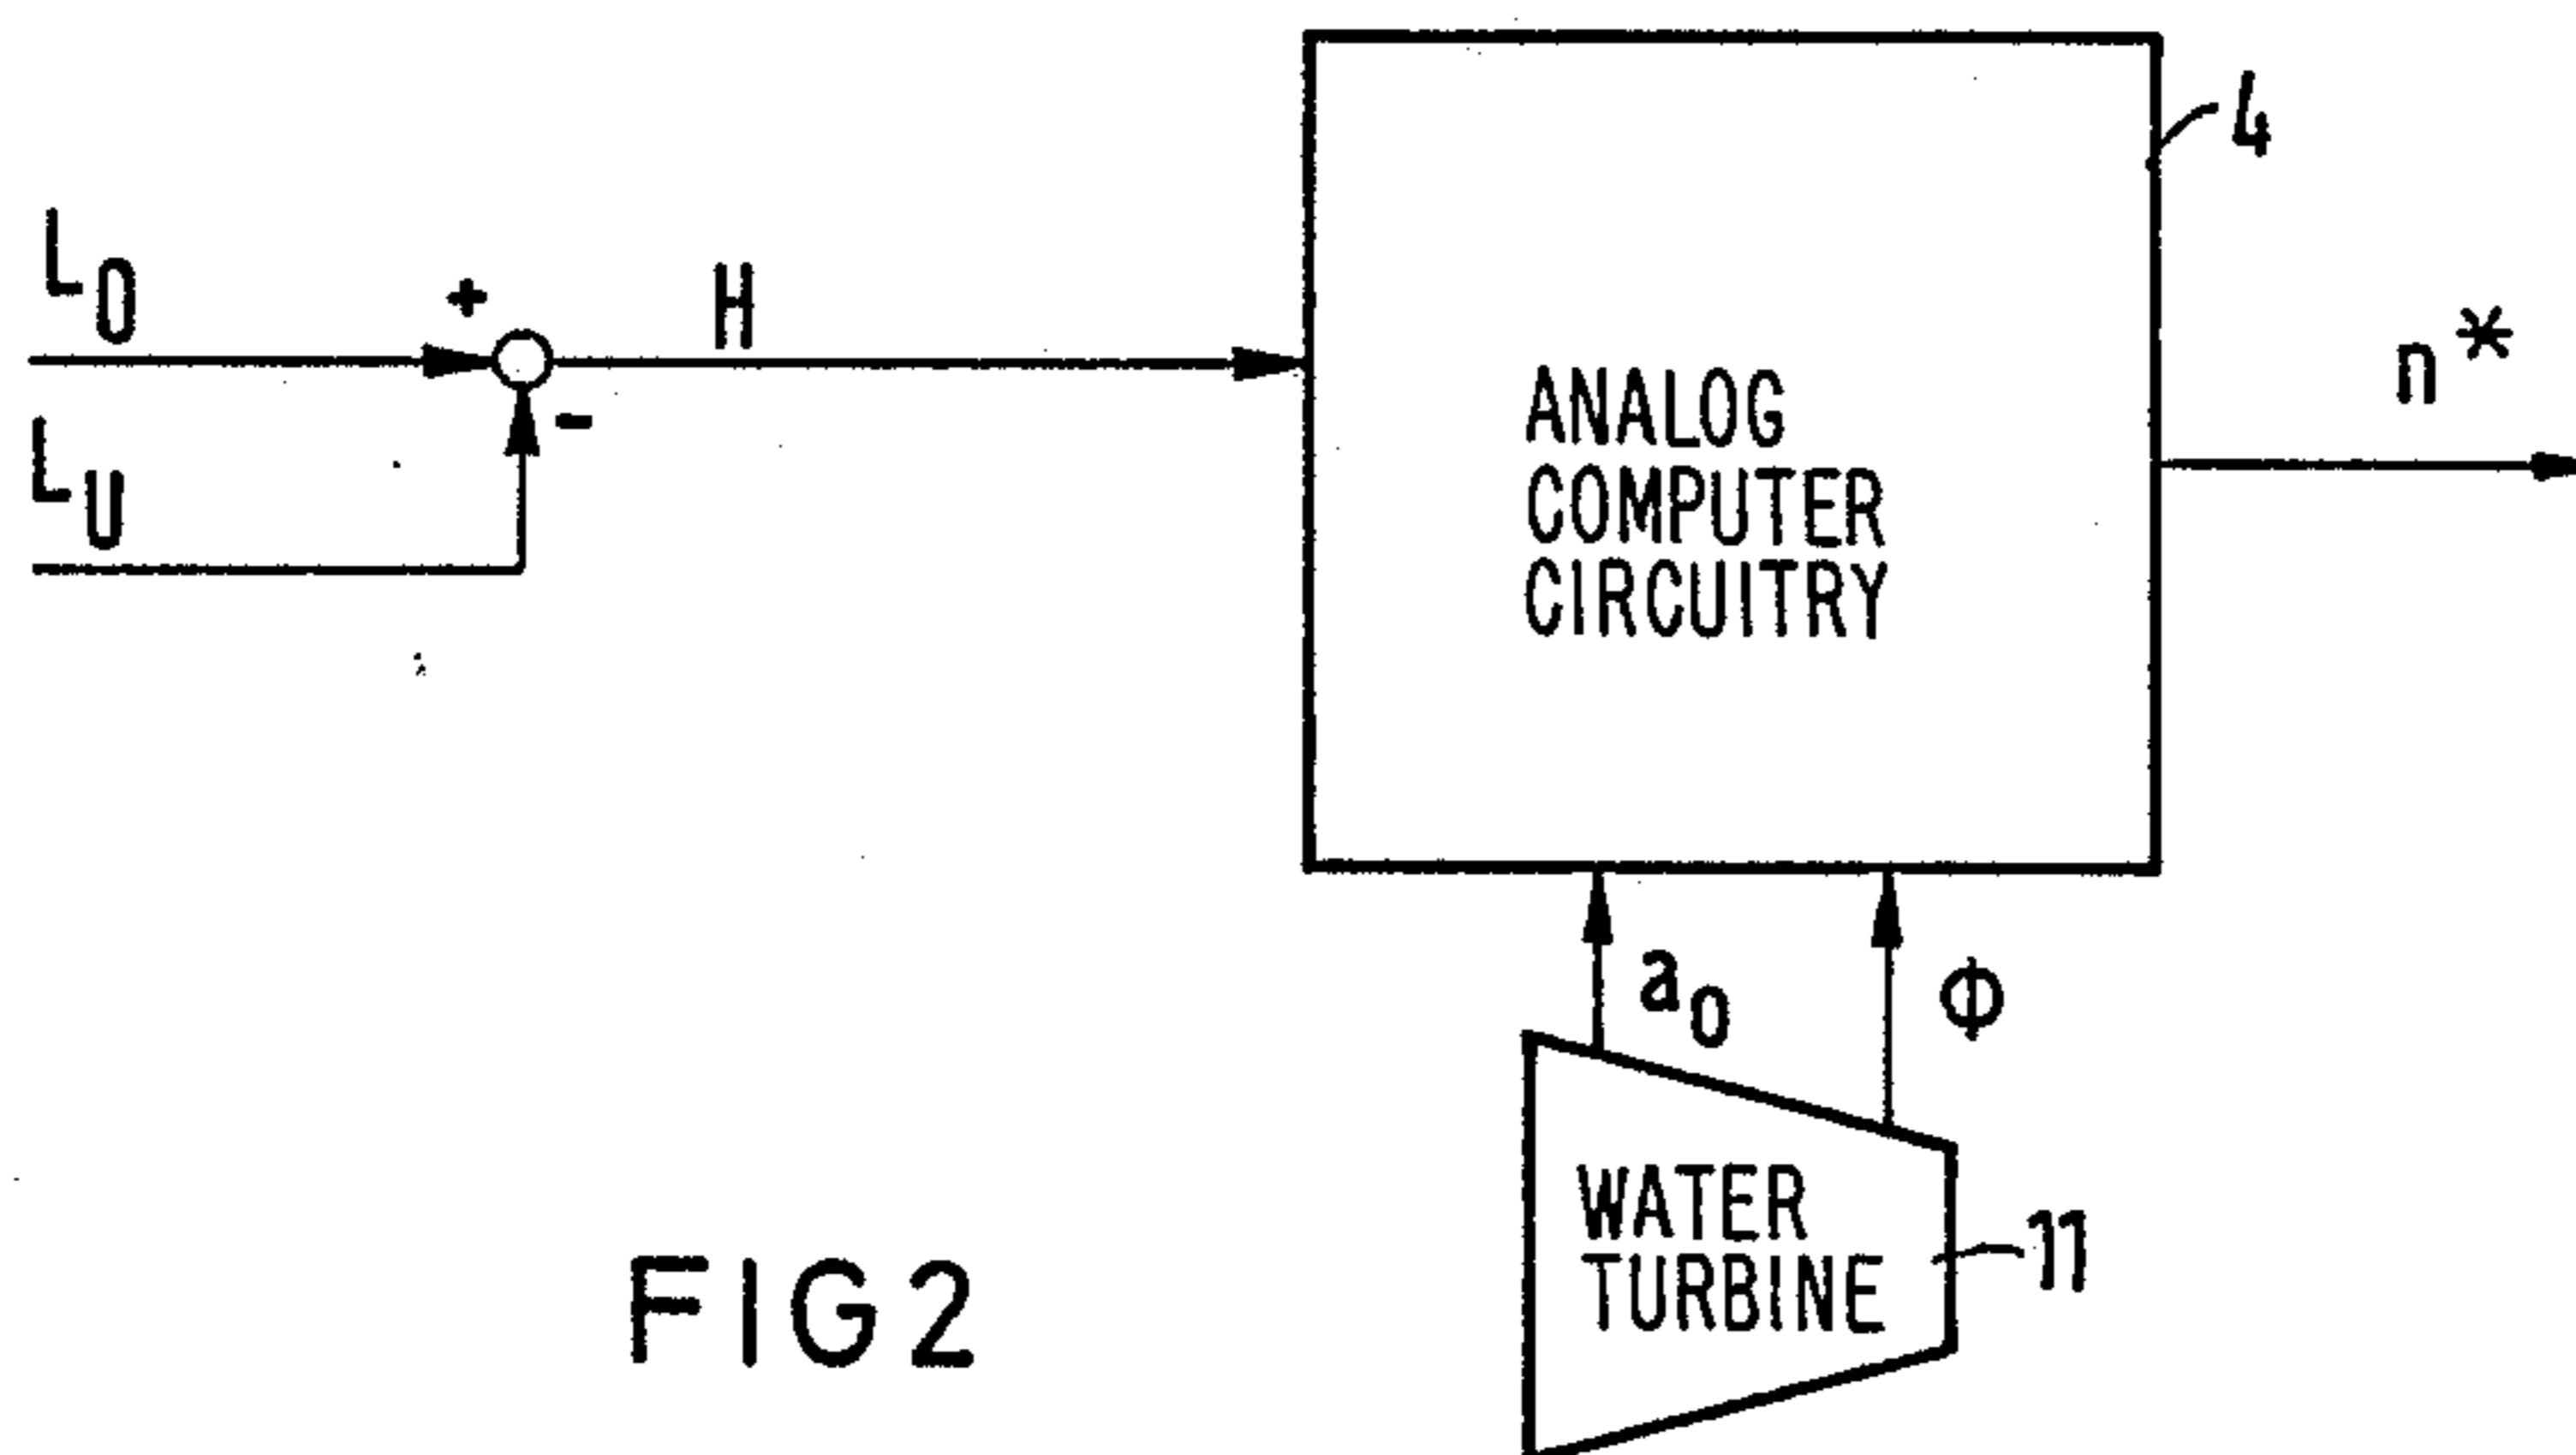 L0
+
H
LU
-
4
n*
ANALOG
COMPUTER
CIRCUITRY
a0
Φ
WATER
TURBINE
11
FIG2